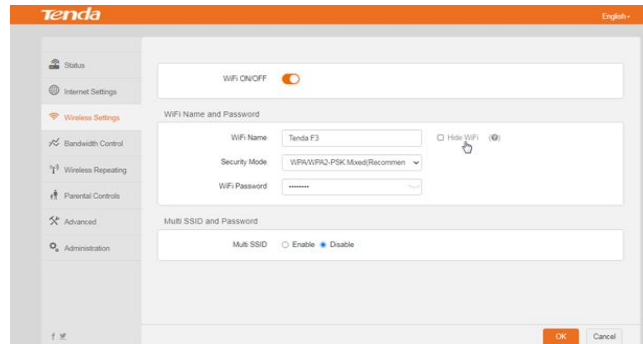 Tenda
English
Status
Internet Settings
Wireless Settings
Bandwidth Control
Wireless Repeating
Parental Controls
Advanced
Administration
WiFi ON/OFF
WiFi Name and Password
WiFi Name Tenda F3 Hide WiFi (?)
Security Mode WPA/WPA2-PSK Mixed(Recommen
WiFi Password ••••••••
Multi SSID and Password
Multi SSID Enable Disable
OK Cancel